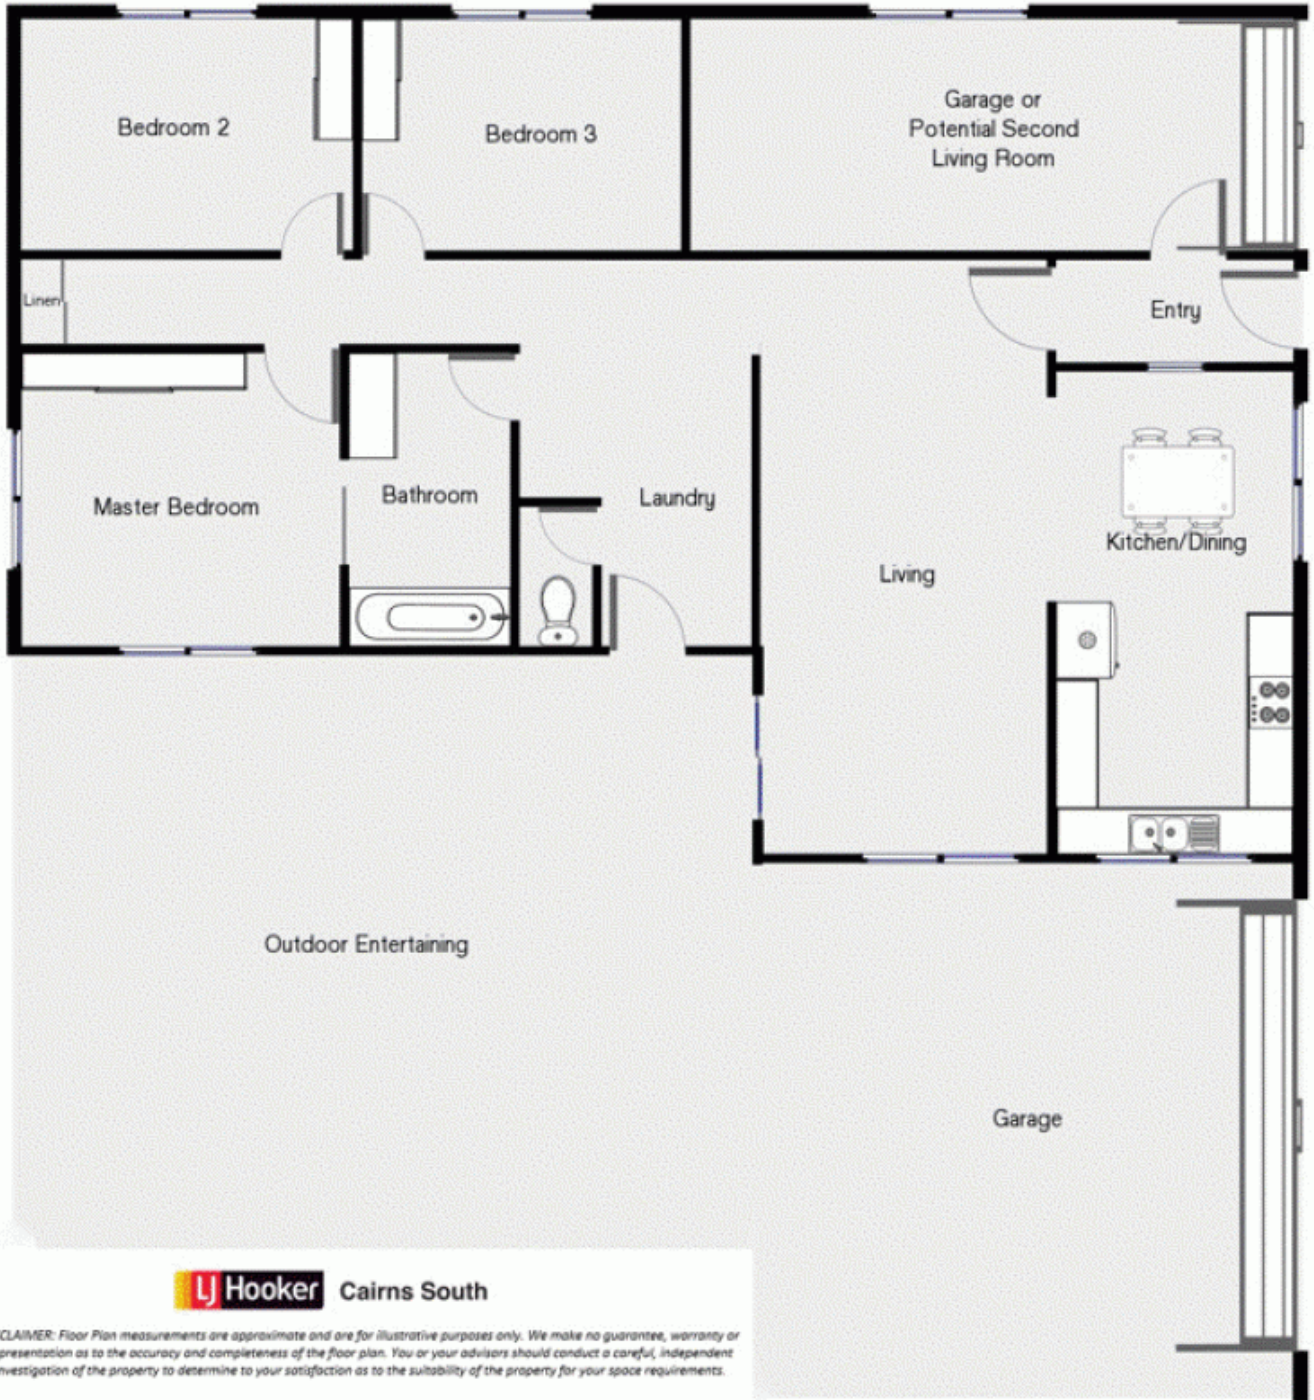 Bedroom 2
Bedroom 3
Garage or
Potential Second
Living Room
Linen
Entry
Master Bedroom
Bathroom
Laundry
Living
Kitchen/Dining
Outdoor Entertaining
Garage
LJ Hooker Cairns South
CLAIMER: Floor Plan measurements are approximate and are for illustrative purposes only. We make no guarantee, warranty or
presentation as to the accuracy and completeness of the floor plan. You or your advisors should conduct a careful, independent
nvestigation of the property to determine to your satisfaction as to the suitability of the property for your space requirements.